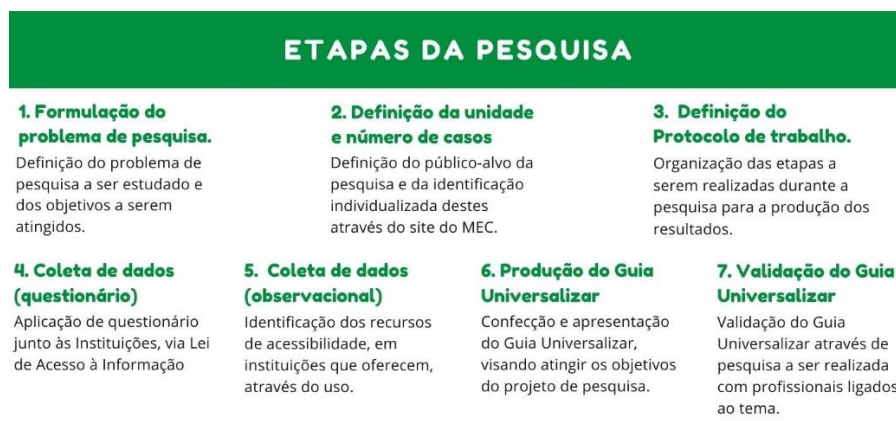 ETAPAS DA PESQUISA
1. Formulação do
problema de pesquisa.
Definição do problema de
pesquisa a ser estudado e
dos objetivos a serem
atingidos.
2. Definição da unidade
e número de casos
Definição do público-alvo da
pesquisa e da identificação
individualizada destes
através do site do MEC.
3. Definição do
Protocolo de trabalho.
Organização das etapas a
serem realizadas durante a
pesquisa para a produção dos
resultados.
4. Coleta de dados
(questionário)
Aplicação de questionário
junto às Instituições, via Lei
de Acesso à Informação
5. Coleta de dados
(observacional)
Identificação dos recursos
de acessibilidade, em
instituições que oferecem,
através do uso.
6. Produção do Guia
Universalizar
Confecção e apresentação
do Guia Universalizar,
visando atingir os objetivos
do projeto de pesquisa.
7. Validação do Guia
Universalizar
Validação do Guia
Universalizar através de
pesquisa a ser realizada
com profissionais ligados
ao tema.